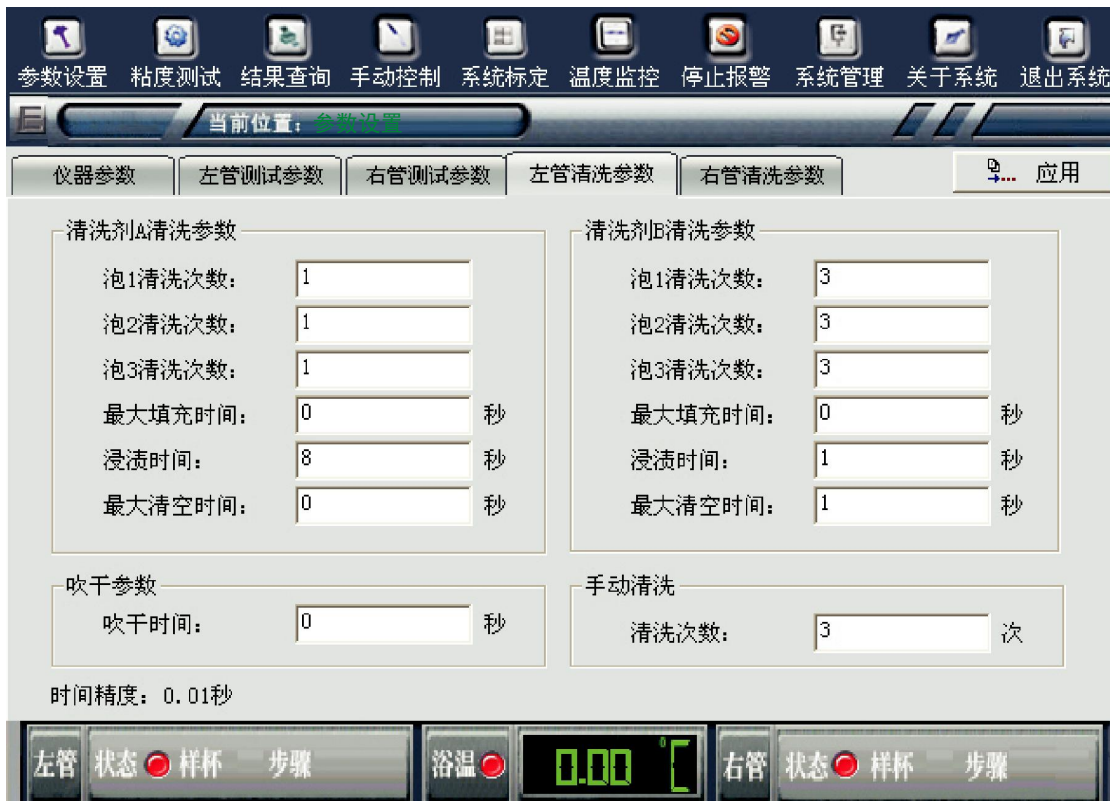 参数设置 粘度测试 结果查询 手动控制 系统标定 温度监控 停止报警 系统管理 关于系统 退出系统
当前位置：参数设置
仪器参数 左管测试参数 右管测试参数 左管清洗参数 右管清洗参数 应用
清洗剂A清洗参数
泡1清洗次数： 1
泡2清洗次数： 1
泡3清洗次数： 1
最大填充时间： 0 秒
浸渍时间： 8 秒
最大清空时间： 0 秒
清洗剂B清洗参数
泡1清洗次数： 3
泡2清洗次数： 3
泡3清洗次数： 3
最大填充时间： 0 秒
浸渍时间： 1 秒
最大清空时间： 1 秒
吹干参数
吹干时间： 0 秒
手动清洗
清洗次数： 3 次
时间精度：0.01秒
左管 状态 样杯 步骤 浴温 0.00 ℃ 右管 状态 样杯 步骤